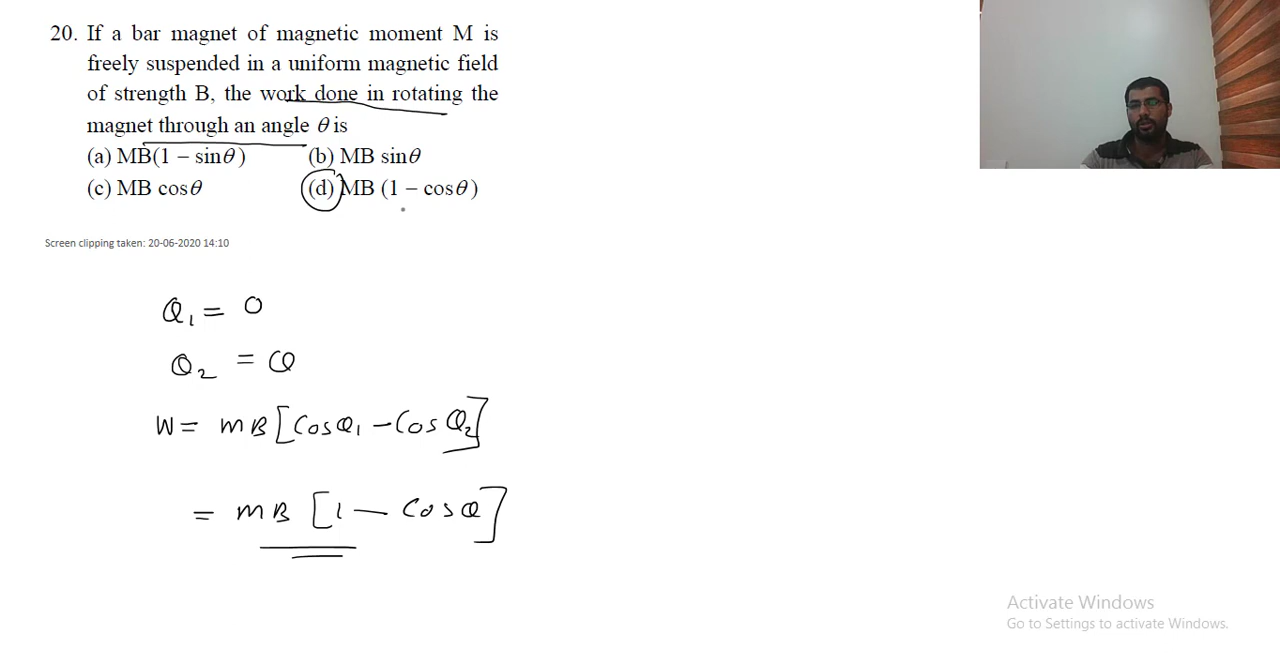 20. If a bar magnet of magnetic moment M is
freely suspended in a uniform magnetic field
of strength B, the work done in rotating the
magnet through an angle θ is
(a) MB(1 – sinθ) (b) MB sinθ
(c) MB cosθ (d) MB (1 – cosθ)
Screen clipping taken: 20-06-2020 14:10
θ₁ = 0
θ₂ = θ
W = MB [Cosθ₁ – Cosθ₂]
= MB [1 – Cosθ]
Activate Windows
Go to Settings to activate Windows.